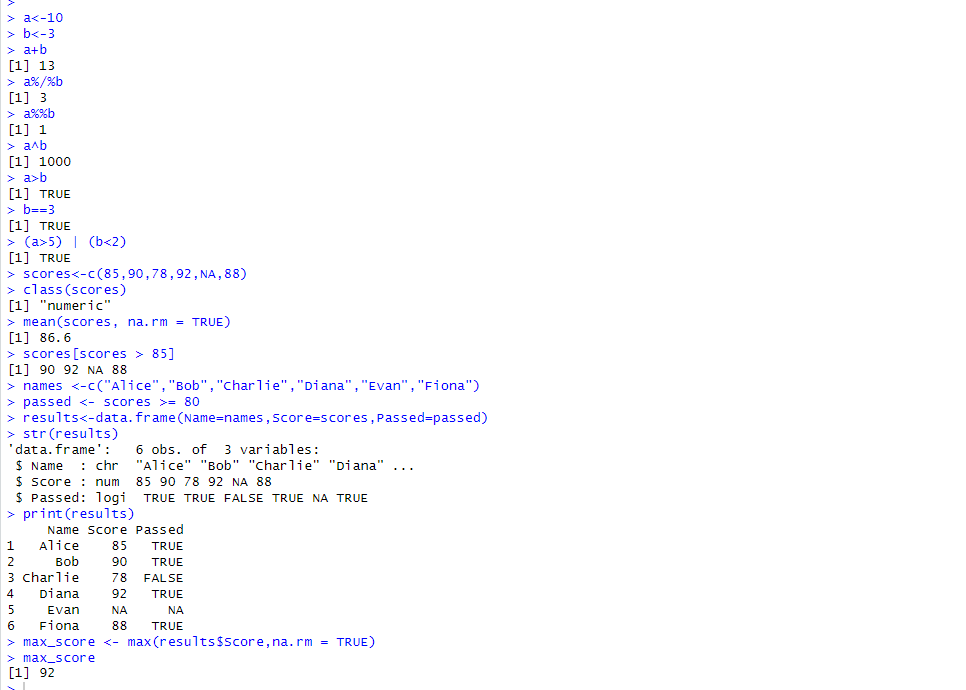 >
> a<-10
> b<-3
> a+b
[1] 13
> a%/%b
[1] 3
> a%%b
[1] 1
> a^b
[1] 1000
> a>b
[1] TRUE
> b==3
[1] TRUE
> (a>5) | (b<2)
[1] TRUE
> scores<-c(85,90,78,92,NA,88)
> class(scores)
[1] "numeric"
> mean(scores, na.rm = TRUE)
[1] 86.6
> scores[scores > 85]
[1] 90 92 NA 88
> names <-c("Alice","Bob","Charlie","Diana","Evan","Fiona")
> passed <- scores >= 80
> results<-data.frame(Name=names,Score=scores,Passed=passed)
> str(results)
'data.frame':   6 obs. of  3 variables:
 $ Name  : chr  "Alice" "Bob" "Charlie" "Diana" ...
 $ Score : num  85 90 78 92 NA 88
 $ Passed: logi  TRUE TRUE FALSE TRUE NA TRUE
> print(results)
     Name Score Passed
1   Alice    85   TRUE
2     Bob    90   TRUE
3 Charlie    78  FALSE
4   Diana    92   TRUE
5    Evan    NA     NA
6   Fiona    88   TRUE
> max_score <- max(results$Score,na.rm = TRUE)
> max_score
[1] 92
>